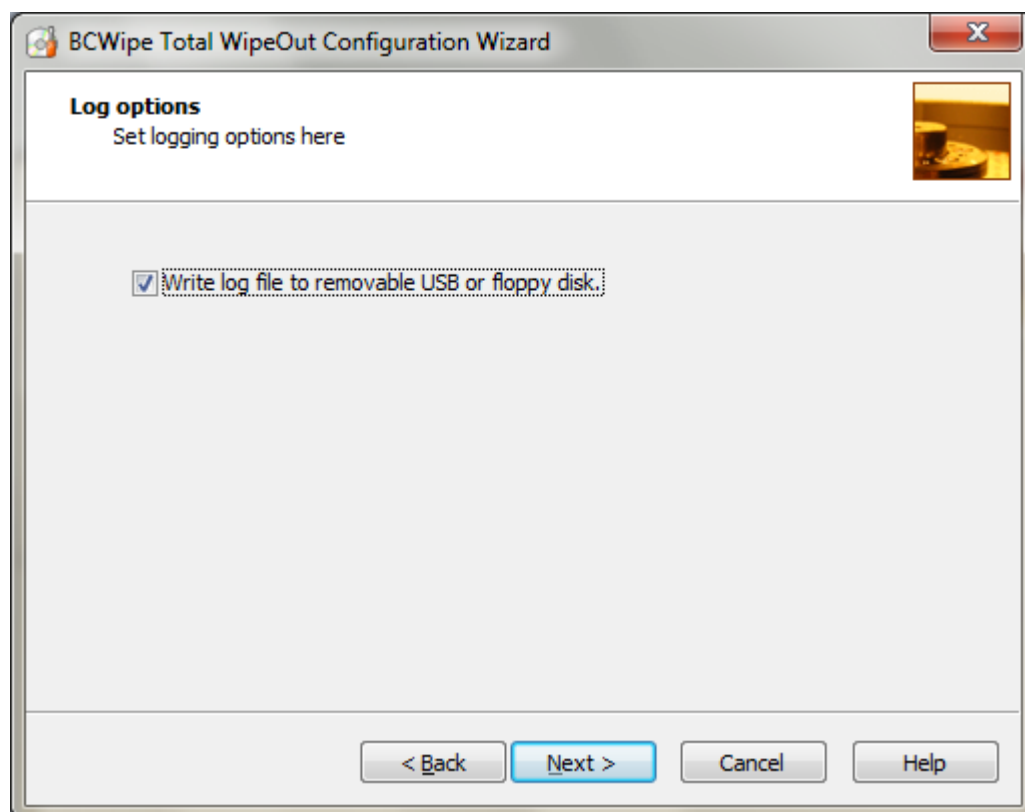 BCWipe Total WipeOut Configuration Wizard
Log options
Set logging options here
Write log file to removable USB or floppy disk.
< Back
Next >
Cancel
Help